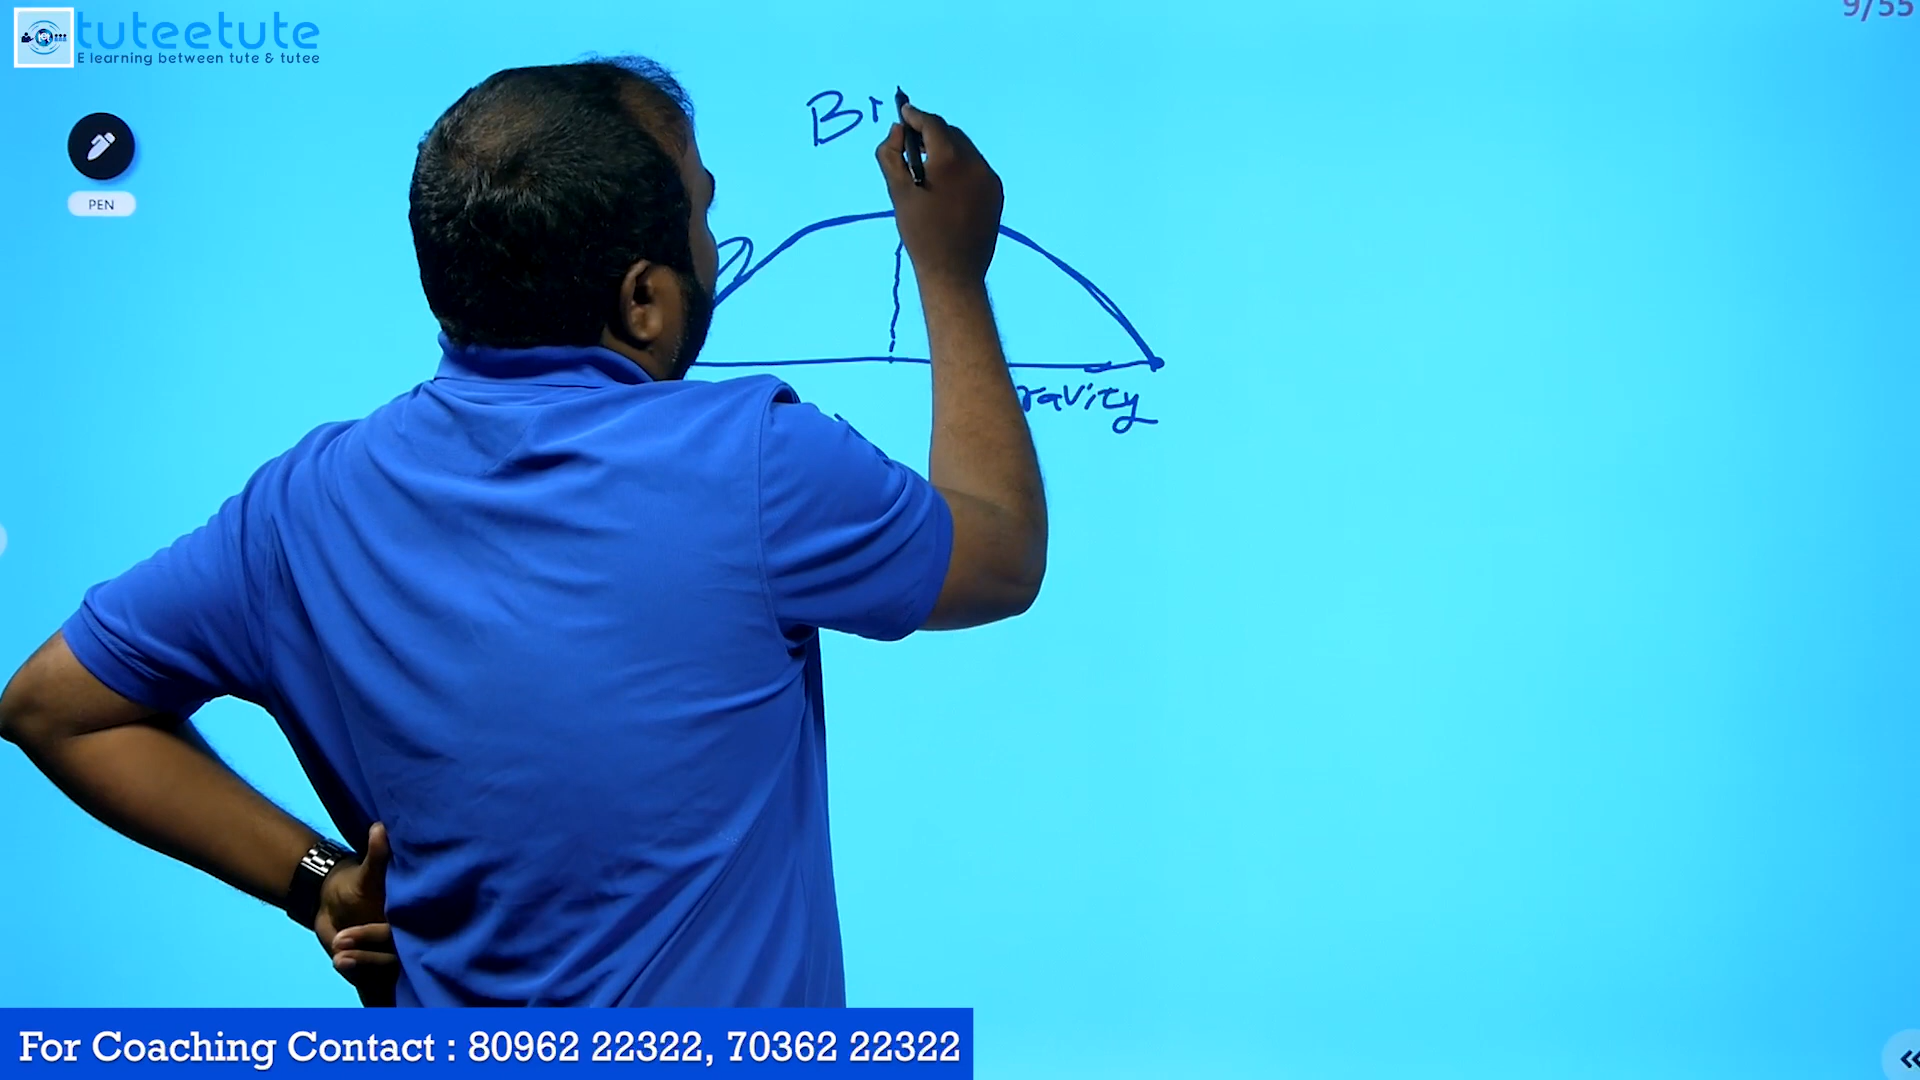 9/55
tuteetute
E learning between tute & tutee
Br
PEN
ravity
For Coaching Contact : 80962 22322, 70362 22322